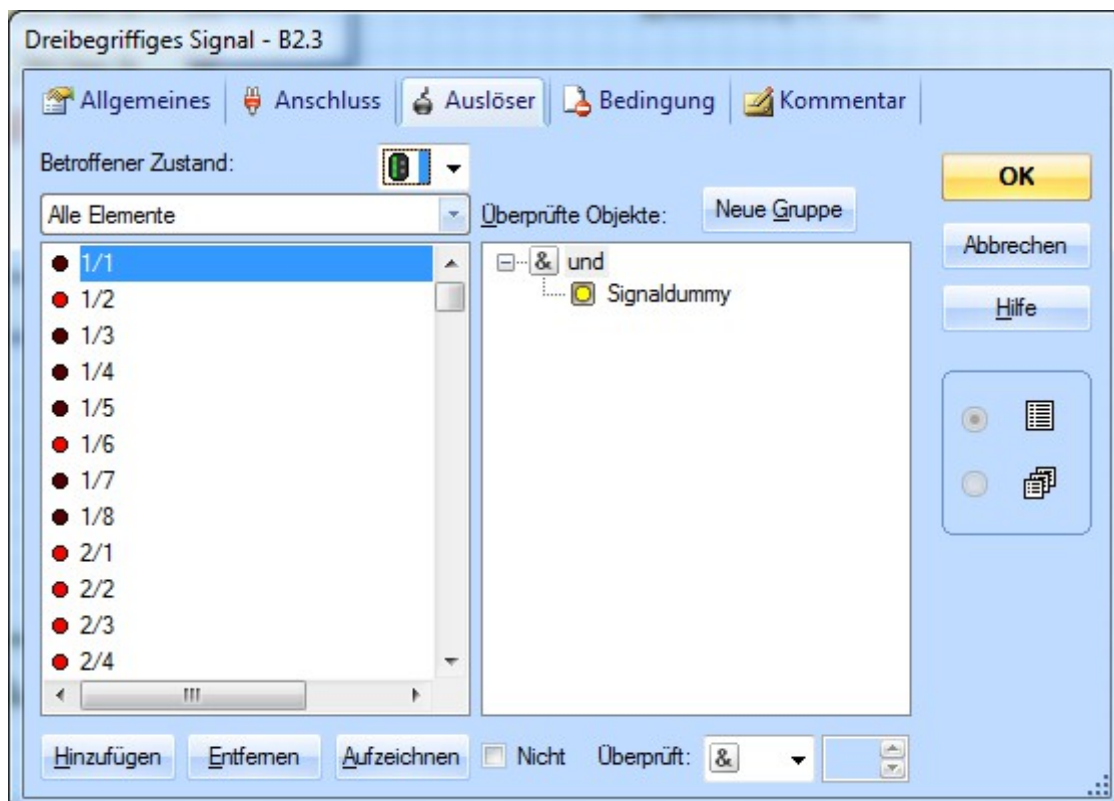 Dreibegriffiges Signal - B2.3
Allgemeines Anschluss Auslöser Bedingung Kommentar
Betroffener Zustand:
Alle Elemente
Überprüfte Objekte: Neue Gruppe
1/1
1/2
1/3
1/4
1/5
1/6
1/7
1/8
2/1
2/2
2/3
2/4
& und
Signaldummy
OK
Abbrechen
Hilfe
Hinzufügen Entfernen Aufzeichnen Nicht Überprüft: &